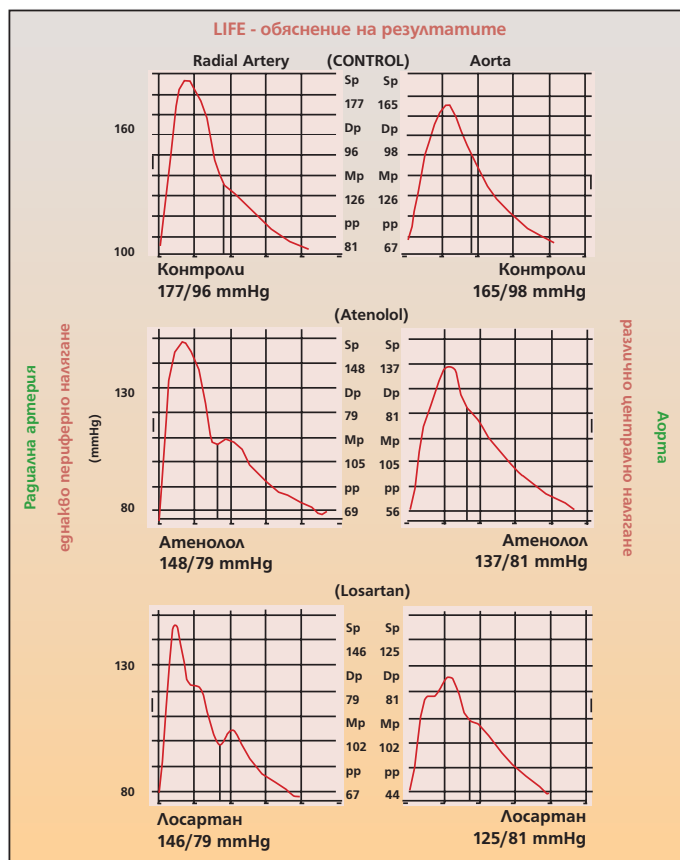 LIFE - обяснение на резултатите
Radial Artery (CONTROL) Aorta
Sp Sp
177 165
160 Dp Dp
96 98
Mp Mp
126 126
pp pp
100 81 67
Контроли Контроли
177/96 mmHg 165/98 mmHg
(Atenolol)
Sp Sp
148 137
130 Dp Dp
79 81
Mp Mp
105 105
pp pp
80 69 56
Атенолол Атенолол
148/79 mmHg 137/81 mmHg
(Losartan)
Sp Sp
146 125
130 Dp Dp
79 81
Mp Mp
102 102
pp pp
80 67 44
Лосартан Лосартан
146/79 mmHg 125/81 mmHg
Радиална артерия
еднакво периферно налягане
(mmHg)
различно централно налягане
Аорта